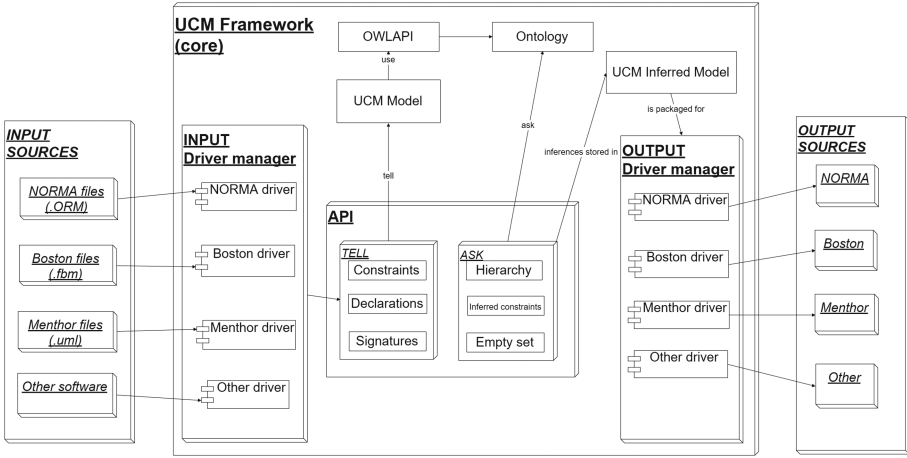 UCM Framework
(core)
OWLAPI
Ontology
use
UCM Inferred Model
UCM Model
is packaged for
ask
tell
inferences stored in
INPUT
SOURCES
NORMA files
(.ORM)
Boston files
(.fbm)
Menthor files
(.uml)
Other software
INPUT
Driver manager
NORMA driver
Boston driver
Menthor driver
Other driver
API
TELL
Constraints
Declarations
Signatures
ASK
Hierarchy
Inferred constraints
Empty set
OUTPUT
Driver manager
NORMA driver
Boston driver
Menthor driver
Other driver
OUTPUT
SOURCES
NORMA
Boston
Menthor
Other